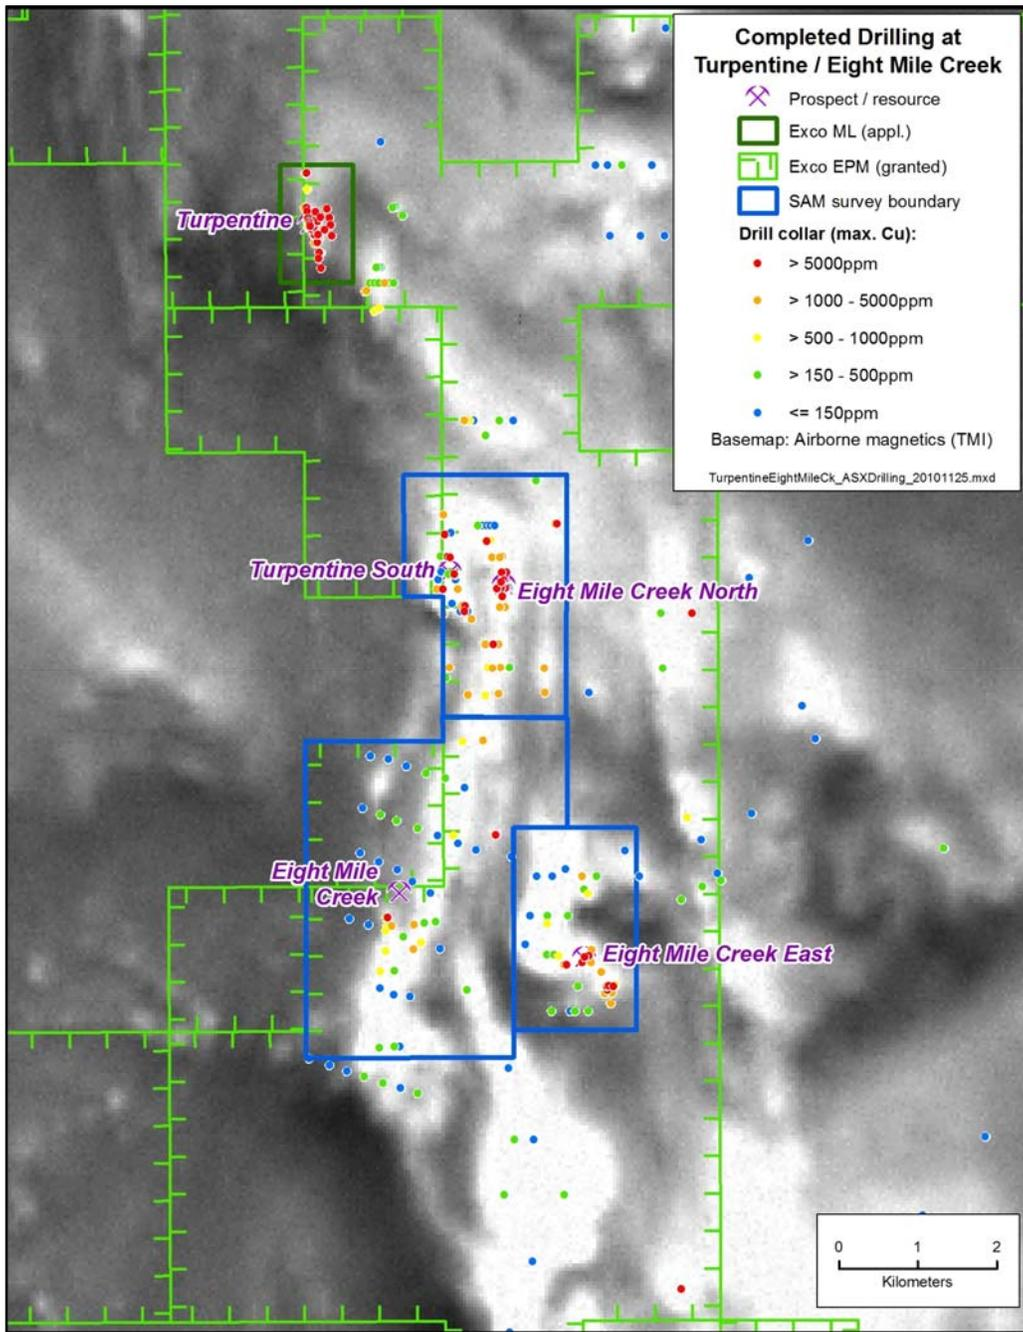 Completed Drilling at
Turpentine / Eight Mile Creek
Prospect / resource
Exco ML (appl.)
Exco EPM (granted)
SAM survey boundary
Drill collar (max. Cu):
> 5000ppm
> 1000 - 5000ppm
> 500 - 1000ppm
> 150 - 500ppm
<= 150ppm
Basemap: Airborne magnetics (TMI)
TurpentineEightMileCk_ASXDrilling_20101125.mxd
Turpentine
Turpentine South
Eight Mile Creek North
Eight Mile
Creek
Eight Mile Creek East
0 1 2
Kilometers